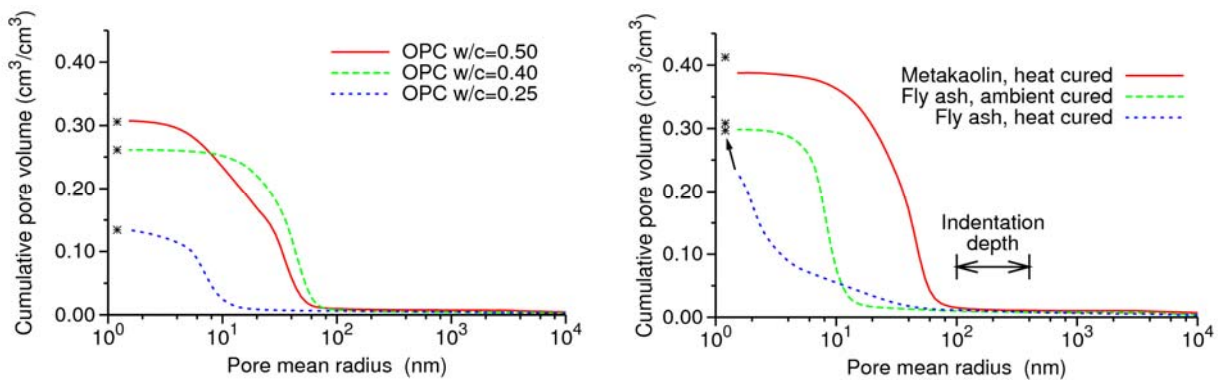 Cumulative pore volume (cm³/cm³)
0.40
0.30
0.20
0.10
0.00
10⁰
10¹
10²
10³
10⁴
Pore mean radius (nm)
OPC w/c=0.50
OPC w/c=0.40
OPC w/c=0.25
Cumulative pore volume (cm³/cm³)
0.40
0.30
0.20
0.10
0.00
10⁰
10¹
10²
10³
10⁴
Pore mean radius (nm)
Metakaolin, heat cured
Fly ash, ambient cured
Fly ash, heat cured
Indentation
depth